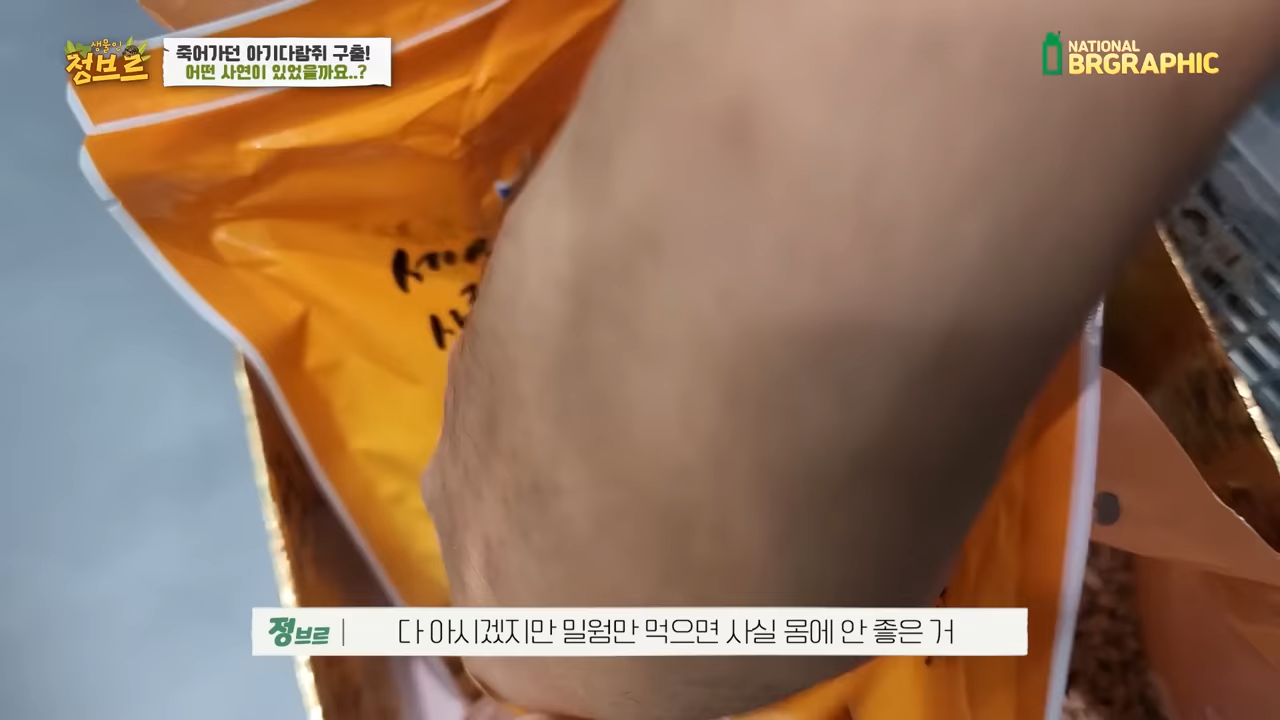 생물인
정브르
죽어가던 아기다람쥐 구출!
어떤 사연이 있었을까요..?
NATIONAL
BRGRAPHIC
정브르 | 다 아시겠지만 밀웜만 먹으면 사실 몸에 안 좋은 거